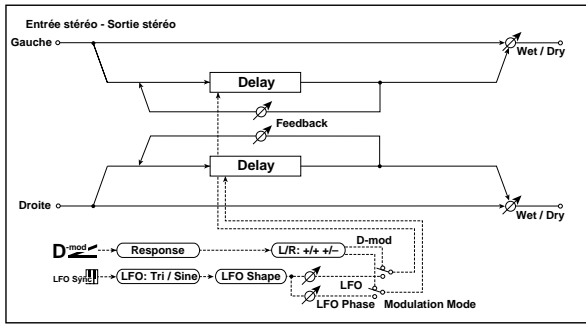 Entrée stéréo - Sortie stéréo
Gauche
Wet / Dry
Delay
Feedback
Delay
Droite
Wet / Dry
D-mod
D-mod
Response
L/R: +/+ +/–
LFO Sync
LFO: Tri / Sine
LFO Shape
LFO
LFO Phase
Modulation Mode